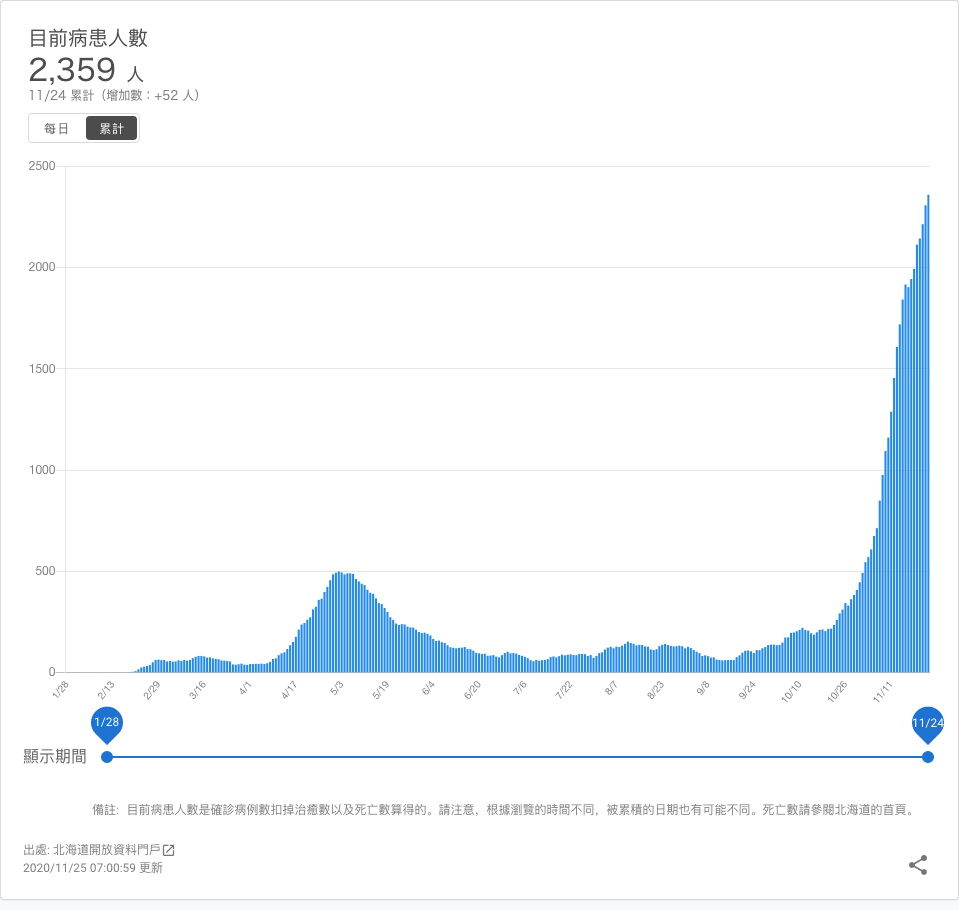 目前病患人數
2,359 人
11/24 累計（增加數：+52 人）
每日 累計
2500
2000
1500
1000
500
0
1/28 2/13 2/29 3/16 4/1 4/17 5/3 5/19 6/4 6/20 7/6 7/22 8/7 8/23 9/8 9/24 10/10 10/26 11/11
1/28 11/24
顯示期間
備註: 目前病患人數是確診病例數扣掉治癒數以及死亡數算得的。請注意，根據瀏覽的時間不同，被累積的日期也有可能不同。死亡數請參閱北海道的首頁。
出處: 北海道開放資料門戶
2020/11/25 07:00:59 更新